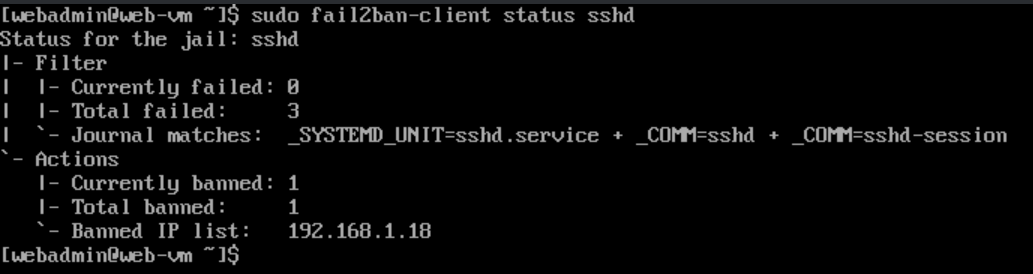 [webadmin@web-vm ~]$ sudo fail2ban-client status sshd
Status for the jail: sshd
|- Filter
|  |- Currently failed: 0
|  |- Total failed:     3
|  `- Journal matches:  _SYSTEMD_UNIT=sshd.service + _COMM=sshd + _COMM=sshd-session
`- Actions
   |- Currently banned: 1
   |- Total banned:     1
   `- Banned IP list:   192.168.1.18
[webadmin@web-vm ~]$